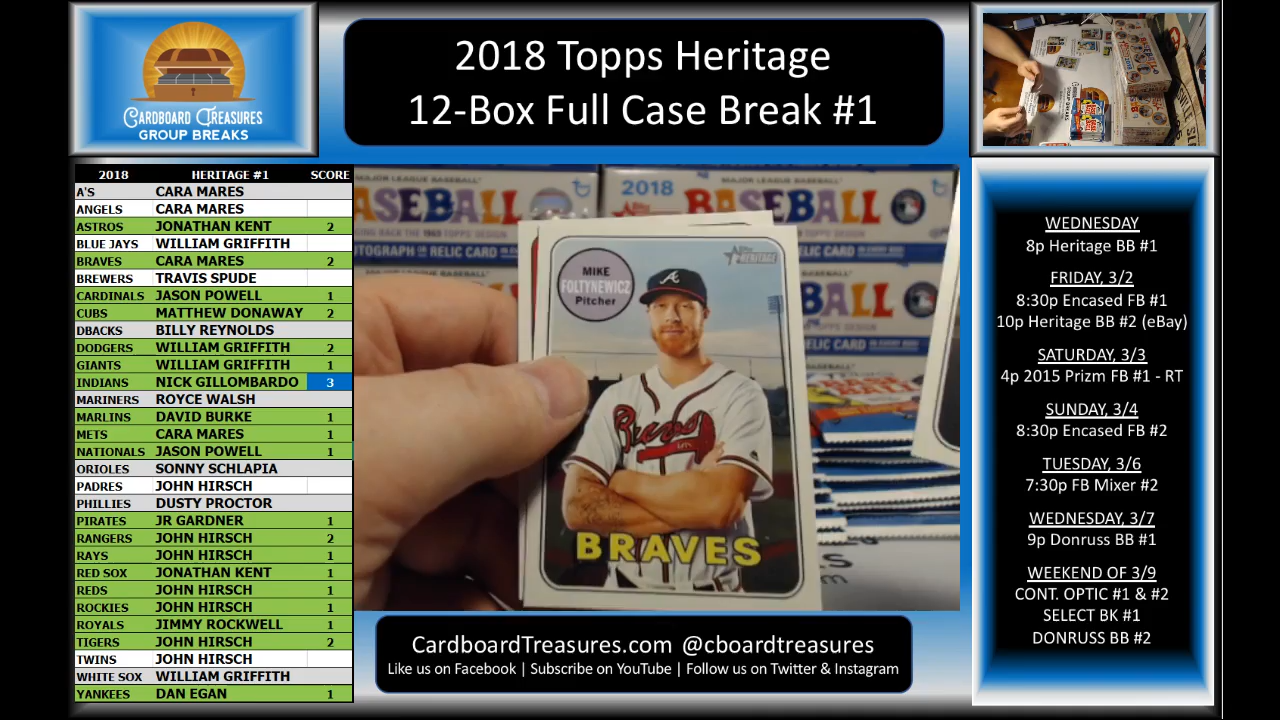 CARDBOARD TREASURES
GROUP BREAKS
2018 Topps Heritage
12-Box Full Case Break #1
2018 HERITAGE #1 SCORE
A'S CARA MARES
ANGELS CARA MARES
ASTROS JONATHAN KENT 2
BLUE JAYS WILLIAM GRIFFITH
BRAVES CARA MARES 2
BREWERS TRAVIS SPUDE
CARDINALS JASON POWELL 1
CUBS MATTHEW DONAWAY 2
DBACKS BILLY REYNOLDS
DODGERS WILLIAM GRIFFITH 2
GIANTS WILLIAM GRIFFITH 1
INDIANS NICK GILLOMBARDO 3
MARINERS ROYCE WALSH
MARLINS DAVID BURKE 1
METS CARA MARES 1
NATIONALS JASON POWELL 1
ORIOLES SONNY SCHLAPIA
PADRES JOHN HIRSCH
PHILLIES DUSTY PROCTOR
PIRATES JR GARDNER 1
RANGERS JOHN HIRSCH 2
RAYS JOHN HIRSCH 1
RED SOX JONATHAN KENT 1
REDS JOHN HIRSCH 1
ROCKIES JOHN HIRSCH 1
ROYALS JIMMY ROCKWELL 1
TIGERS JOHN HIRSCH 2
TWINS JOHN HIRSCH
WHITE SOX WILLIAM GRIFFITH
YANKEES DAN EGAN 1
MAJOR LEAGUE BASEBALL
2018
BASEBALL
BASEBALL
AUTOGRAPH OR RELIC CARD IN EVERY
MIKE
FOLTYNEWICZ
Pitcher
Topps
HERITAGE
Braves
BRAVES
WEDNESDAY
8p Heritage BB #1
FRIDAY, 3/2
8:30p Encased FB #1
10p Heritage BB #2 (eBay)
SATURDAY, 3/3
4p 2015 Prizm FB #1 - RT
SUNDAY, 3/4
8:30p Encased FB #2
TUESDAY, 3/6
7:30p FB Mixer #2
WEDNESDAY, 3/7
9p Donruss BB #1
WEEKEND OF 3/9
CONT. OPTIC #1 & #2
SELECT BK #1
DONRUSS BB #2
CardboardTreasures.com @cboardtreasures
Like us on Facebook | Subscribe on YouTube | Follow us on Twitter & Instagram